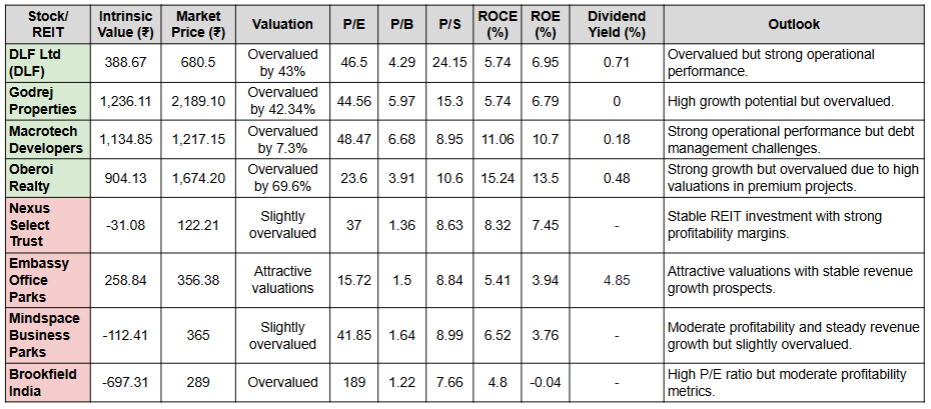 Stock/ REIT | Intrinsic Value (₹) | Market Price (₹) | Valuation | P/E | P/B | P/S | ROCE (%) | ROE (%) | Dividend Yield (%) | Outlook
DLF Ltd (DLF) | 388.67 | 680.5 | Overvalued by 43% | 46.5 | 4.29 | 24.15 | 5.74 | 6.95 | 0.71 | Overvalued but strong operational performance.
Godrej Properties | 1,236.11 | 2,189.10 | Overvalued by 42.34% | 44.56 | 5.97 | 15.3 | 5.74 | 6.79 | 0 | High growth potential but overvalued.
Macrotech Developers | 1,134.85 | 1,217.15 | Overvalued by 7.3% | 48.47 | 6.68 | 8.95 | 11.06 | 10.7 | 0.18 | Strong operational performance but debt management challenges.
Oberoi Realty | 904.13 | 1,674.20 | Overvalued by 69.6% | 23.6 | 3.91 | 10.6 | 15.24 | 13.5 | 0.48 | Strong growth but overvalued due to high valuations in premium projects.
Nexus Select Trust | -31.08 | 122.21 | Slightly overvalued | 37 | 1.36 | 8.63 | 8.32 | 7.45 | - | Stable REIT investment with strong profitability margins.
Embassy Office Parks | 258.84 | 356.38 | Attractive valuations | 15.72 | 1.5 | 8.84 | 5.41 | 3.94 | 4.85 | Attractive valuations with stable revenue growth prospects.
Mindspace Business Parks | -112.41 | 365 | Slightly overvalued | 41.85 | 1.64 | 8.99 | 6.52 | 3.76 | - | Moderate profitability and steady revenue growth but slightly overvalued.
Brookfield India | -697.31 | 289 | Overvalued | 189 | 1.22 | 7.66 | 4.8 | -0.04 | - | High P/E ratio but moderate profitability metrics.